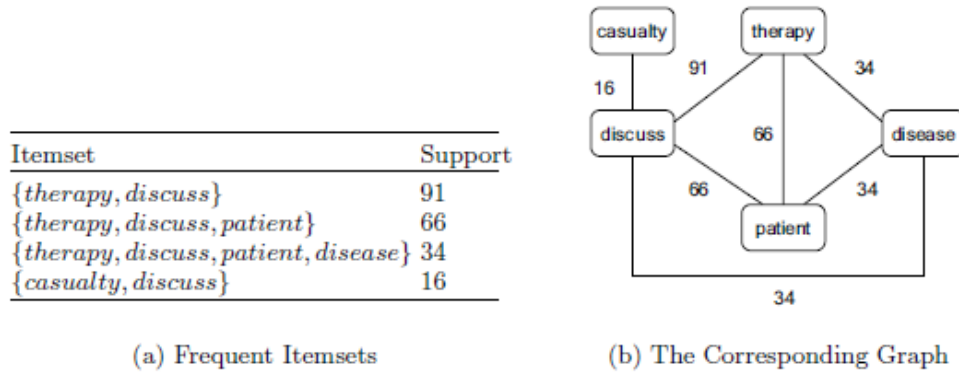 Itemset Support
{therapy, discuss} 91
{therapy, discuss, patient} 66
{therapy, discuss, patient, disease} 34
{casualty, discuss} 16
(a) Frequent Itemsets
casualty therapy
91 34
16
discuss 66 disease
66 34
patient
34
(b) The Corresponding Graph